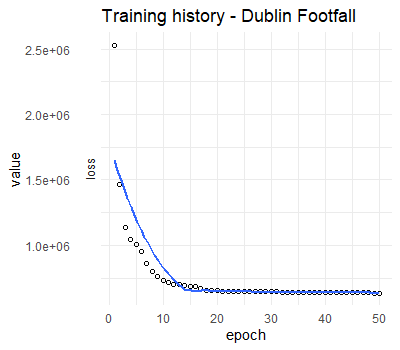 Training history - Dublin Footfall
2.5e+06
2.0e+06
1.5e+06
1.0e+06
value
loss
0 10 20 30 40 50
epoch